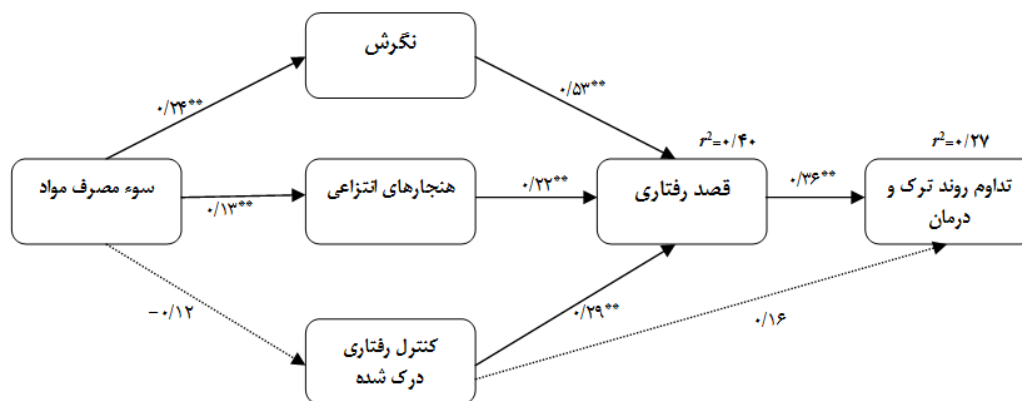 نگرش
۰/۲۴**
۰/۵۳**
r²=۰/۴۰
r²=۰/۲۷
سوء مصرف مواد
۰/۱۳**
هنجارهای انتزاعی
۰/۲۲**
قصد رفتاری
۰/۳۶**
تداوم روند ترک و
درمان
-۰/۱۲
۰/۲۹**
۰/۱۶
کنترل رفتاری
درک شده